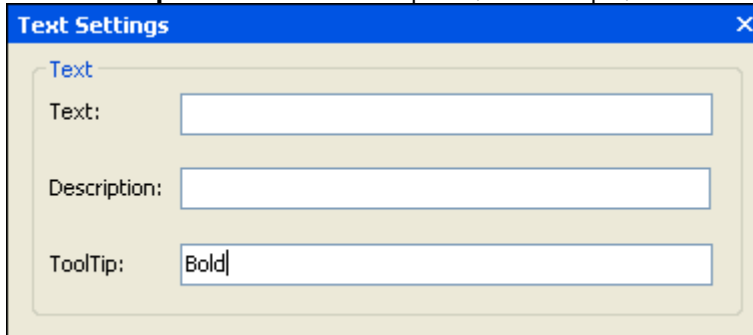 Text Settings
Text
Text:
Description:
ToolTip: Bold